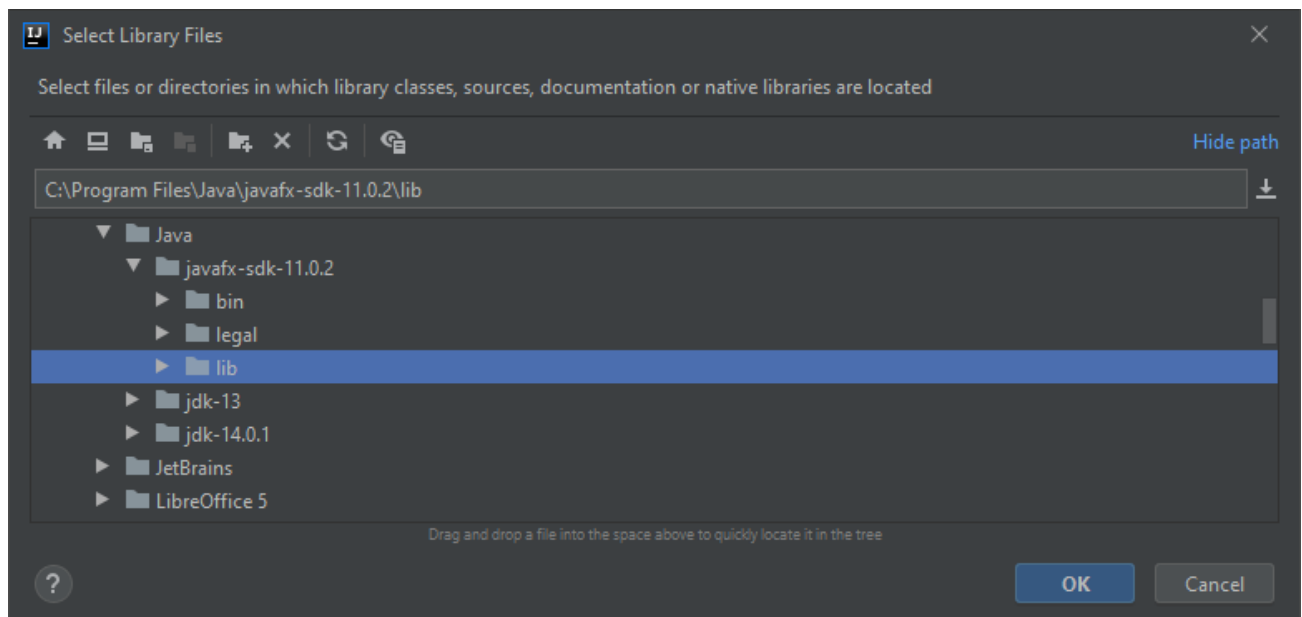 IJ Select Library Files
Select files or directories in which library classes, sources, documentation or native libraries are located
Hide path
C:\Program Files\Java\javafx-sdk-11.0.2\lib
Java
javafx-sdk-11.0.2
bin
legal
lib
jdk-13
jdk-14.0.1
JetBrains
LibreOffice 5
Drag and drop a file into the space above to quickly locate it in the tree
? OK Cancel